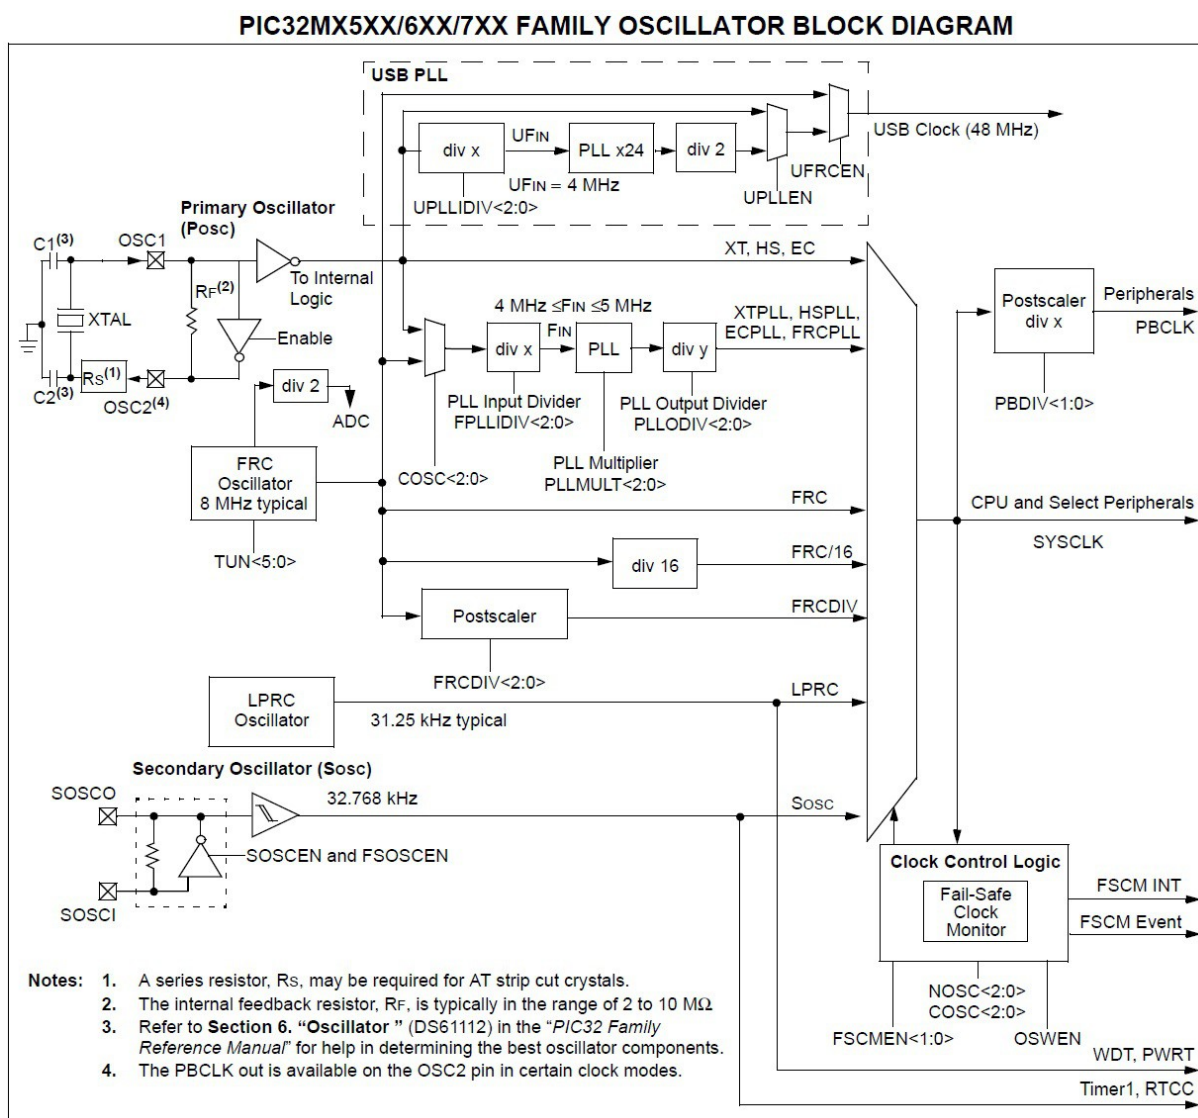 PIC32MX5XX/6XX/7XX FAMILY OSCILLATOR BLOCK DIAGRAM
USB PLL
div x
UFIN
PLL x24
div 2
UFIN = 4 MHz
UPLLIDIV<2:0>
UPLLEN
UFRCEN
USB Clock (48 MHz)
Primary Oscillator
(POSC)
C1(3)
OSC1
XTAL
RF(2)
To Internal
Logic
Enable
C2(3)
RS(1)
OSC2(4)
div 2
ADC
XT, HS, EC
4 MHz ≤FIN ≤5 MHz
FIN
div x
PLL
div y
XTPLL, HSPLL,
ECPLL, FRCPLL
PLL Input Divider
FPLLIDIV<2:0>
PLL Output Divider
PLLODIV<2:0>
COSC<2:0>
PLL Multiplier
PLLMULT<2:0>
Postscaler
div x
Peripherals
PBCLK
PBDIV<1:0>
FRC
Oscillator
8 MHz typical
TUN<5:0>
FRC
CPU and Select Peripherals
SYSCLK
div 16
FRC/16
Postscaler
FRCDIV
FRCDIV<2:0>
LPRC
Oscillator
31.25 kHz typical
LPRC
Secondary Oscillator (SOSC)
SOSCO
32.768 kHz
SOSC
SOSCEN and FSOSCEN
SOSCI
Clock Control Logic
Fail-Safe
Clock
Monitor
FSCM INT
FSCM Event
NOSC<2:0>
COSC<2:0>
FSCMEN<1:0>
OSWEN
WDT, PWRT
Timer1, RTCC
Notes: 1. A series resistor, RS, may be required for AT strip cut crystals.
2. The internal feedback resistor, RF, is typically in the range of 2 to 10 MΩ
3. Refer to Section 6. “Oscillator ” (DS61112) in the “PIC32 Family
Reference Manual” for help in determining the best oscillator components.
4. The PBCLK out is available on the OSC2 pin in certain clock modes.